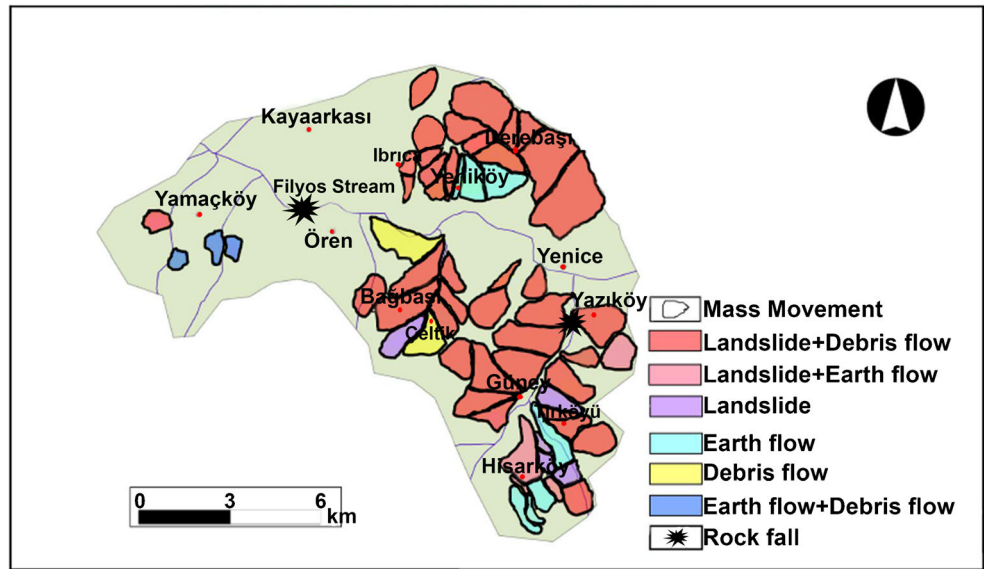 Kayaarkası
Derebaşı
Ibrıca
Yeniköy
Filyos Stream
Yamaçköy
Ören
Yenice
Bağbaşı
Yazıköy
Çeltik
Güney
Tırköyü
Hisarköy
Mass Movement
Landslide+Debris flow
Landslide+Earth flow
Landslide
Earth flow
Debris flow
Earth flow+Debris flow
Rock fall
0 3 6
km